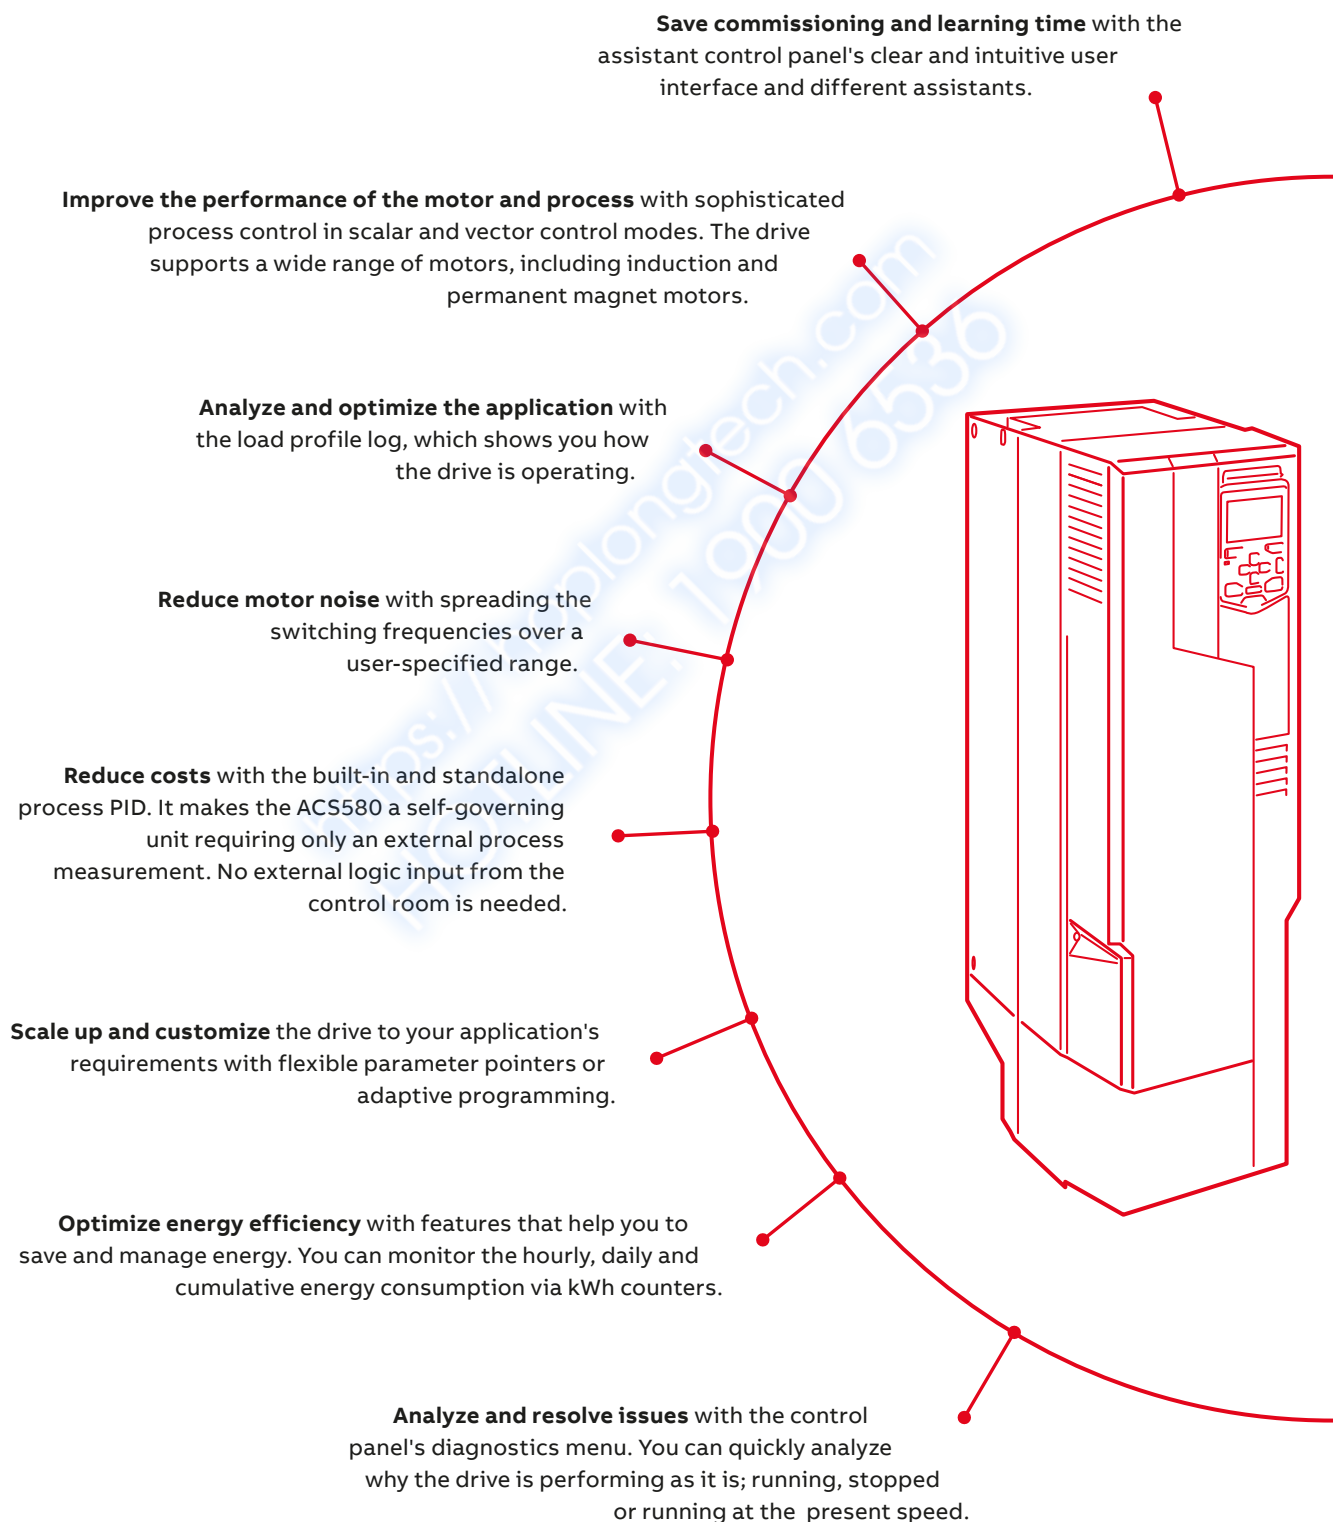 Save commissioning and learning time with the
assistant control panel's clear and intuitive user
interface and different assistants.
Improve the performance of the motor and process with sophisticated
process control in scalar and vector control modes. The drive
supports a wide range of motors, including induction and
permanent magnet motors.
Analyze and optimize the application with
the load profile log, which shows you how
the drive is operating.
Reduce motor noise with spreading the
switching frequencies over a
user-specified range.
Reduce costs with the built-in and standalone
process PID. It makes the ACS580 a self-governing
unit requiring only an external process
measurement. No external logic input from the
control room is needed.
Scale up and customize the drive to your application's
requirements with flexible parameter pointers or
adaptive programming.
Optimize energy efficiency with features that help you to
save and manage energy. You can monitor the hourly, daily and
cumulative energy consumption via kWh counters.
Analyze and resolve issues with the control
panel's diagnostics menu. You can quickly analyze
why the drive is performing as it is; running, stopped
or running at the present speed.
HOTLINE: 1900 6536